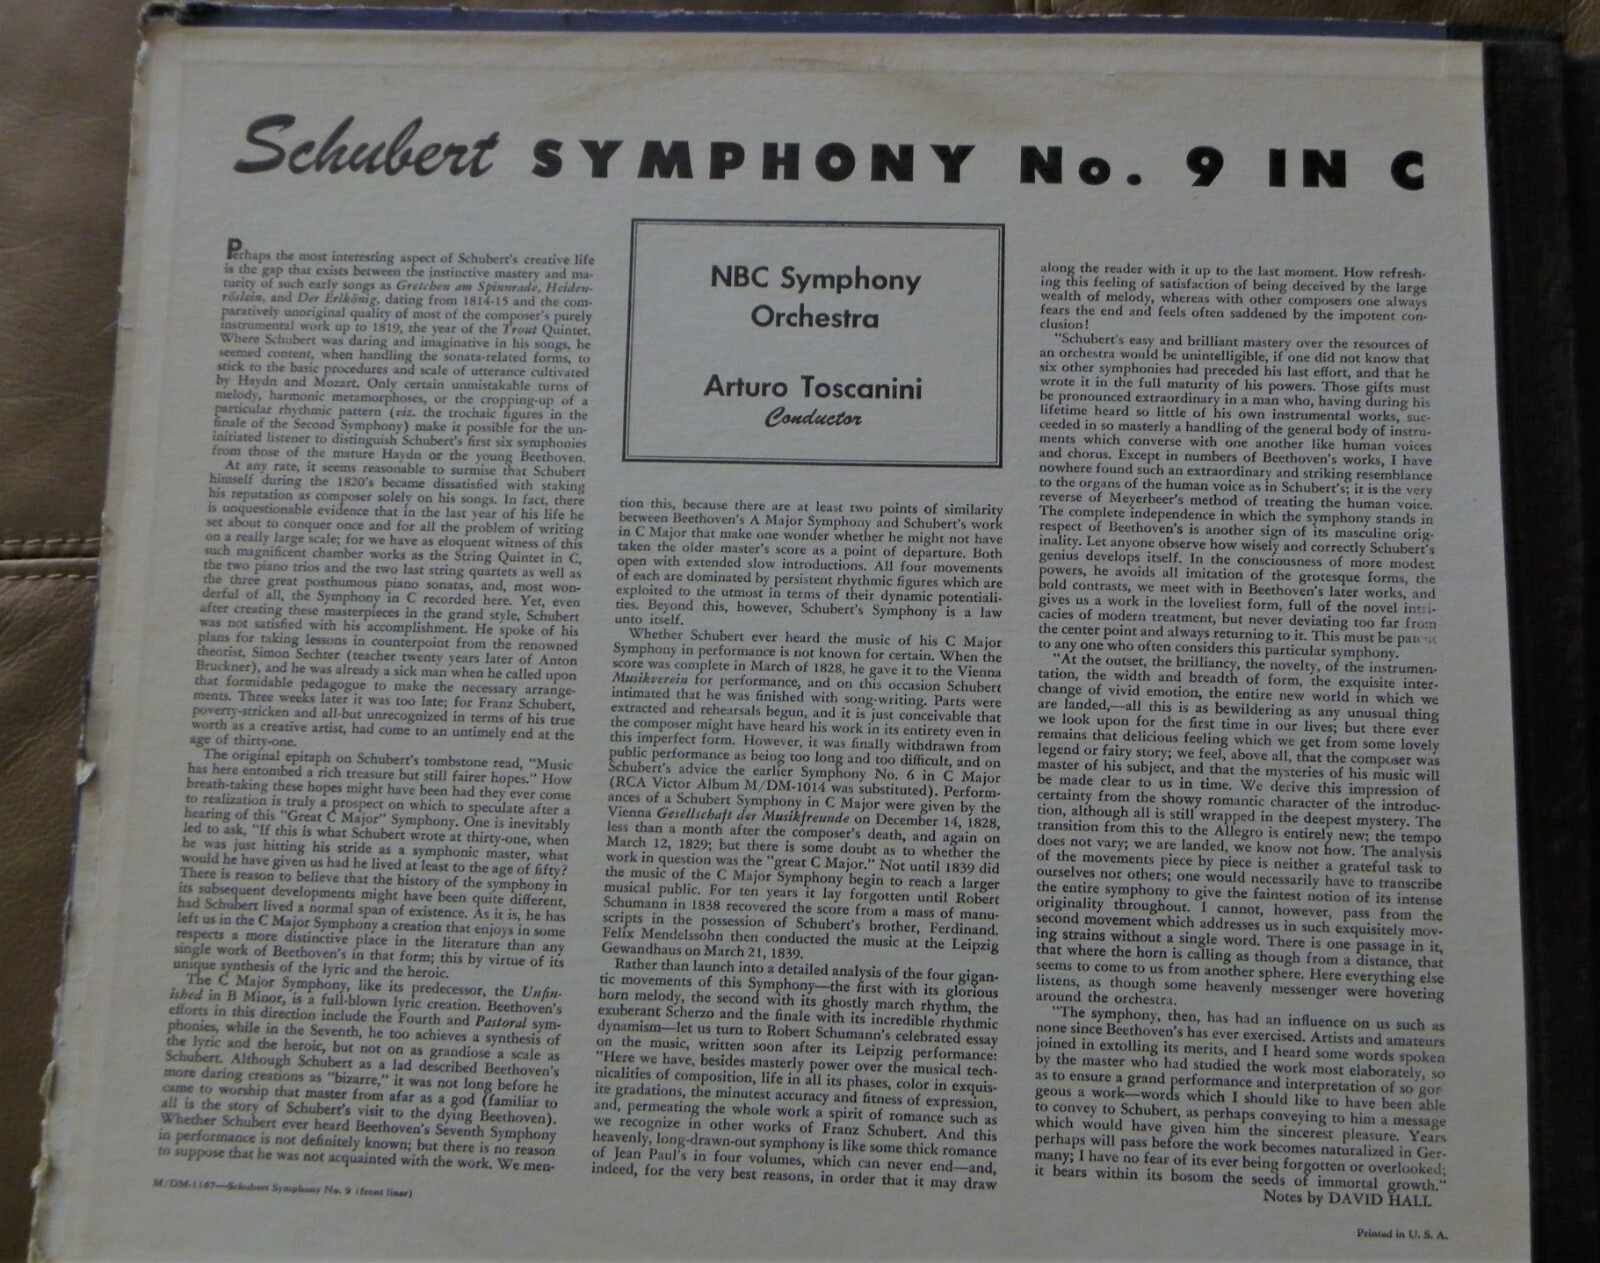 Schubert SYMPHONY No. 9 IN C
Perhaps the most interesting aspect of Schubert's creative life
is the gap that exists between the instinctive mastery and ma-
turity of such early songs as Gretchen am Spinnrade, Heiden-
röslein, and Der Erlkönig, dating from 1814-15 and the com-
paratively unoriginal quality of most of the composer's purely
instrumental work up to 1819, the year of the Trout Quintet.
Where Schubert was daring and imaginative in his songs, he
seemed content, when handling the sonata-related forms, to
stick to the basic procedures and scale of utterance cultivated
by Haydn and Mozart. Only certain unmistakable turns of
melody, harmonic metamorphoses, or the cropping-up of a
particular rhythmic pattern (viz. the trochaic figures in the
finale of the Second Symphony) make it possible for the un-
initiated listener to distinguish Schubert's first six symphonies
from those of the mature Haydn or the young Beethoven.
At any rate, it seems reasonable to surmise that Schubert
himself during the 1820's became dissatisfied with staking
his reputation as composer solely on his songs. In fact, there
is unquestionable evidence that in the last year of his life he
set about to conquer once and for all the problem of writing
on a really large scale; for we have as eloquent witness of this
such magnificent chamber works as the String Quintet in C,
the two piano trios and the two last string quartets as well as
the three great posthumous piano sonatas, and, most won-
derful of all, the Symphony in C recorded here. Yet, even
after creating these masterpieces in the grand style, Schubert
was not satisfied with his accomplishment. He spoke of his
plans for taking lessons in counterpoint from the renowned
theorist, Simon Sechter (teacher twenty years later of Anton
Bruckner), and he was already a sick man when he called upon
that formidable pedagogue to make the necessary arrange-
ments. Three weeks later it was too late; for Franz Schubert,
poverty-stricken and all-but unrecognized in terms of his true
worth as a creative artist, had come to an untimely end at the
age of thirty-one.
The original epitaph on Schubert's tombstone read, "Music
has here entombed a rich treasure but still fairer hopes." How
breath-taking these hopes might have been had they ever come
to realization is truly a prospect on which to speculate after a
hearing of this "Great C Major" Symphony. One is inevitably
led to ask, "If this is what Schubert wrote at thirty-one, when
he was just hitting his stride as a symphonic master, what
would he have given us had he lived at least to the age of fifty?
There is reason to believe that the history of the symphony in
its subsequent developments might have been quite different,
had Schubert lived a normal span of existence. As it is, he has
left us in the C Major Symphony a creation that enjoys in some
respects a more distinctive place in the literature than any
single work of Beethoven's in that form; this by virtue of its
unique synthesis of the lyric and the heroic.
The C Major Symphony, like its predecessor, the Unfin-
ished in B Minor, is a full-blown lyric creation. Beethoven's
efforts in this direction include the Fourth and Pastoral sym-
phonies, while in the Seventh, he too achieves a synthesis of
the lyric and the heroic, but not on as grandiose a scale as
Schubert. Although Schubert as a lad described Beethoven's
more daring creations as "bizarre," it was not long before he
came to worship that master from afar as a god (familiar to
all is the story of Schubert's visit to the dying Beethoven).
Whether Schubert ever heard Beethoven's Seventh Symphony
in performance is not definitely known; but there is no reason
to suppose that he was not acquainted with the work. We men-
M/DM-1167—Schubert Symphony No. 9 (front liner)
NBC Symphony
Orchestra
Arturo Toscanini
Conductor
tion this, because there are at least two points of similarity
between Beethoven's A Major Symphony and Schubert's work
in C Major that make one wonder whether he might not have
taken the older master's score as a point of departure. Both
open with extended slow introductions. All four movements
of each are dominated by persistent rhythmic figures which are
exploited to the utmost in terms of their dynamic potentiali-
ties. Beyond this, however, Schubert's Symphony is a law
unto itself.
Whether Schubert ever heard the music of his C Major
Symphony in performance is not known for certain. When the
score was complete in March of 1828, he gave it to the Vienna
Musikverein for performance, and on this occasion Schubert
intimated that he was finished with song-writing. Parts were
extracted and rehearsals begun, and it is just conceivable that
the composer might have heard his work in its entirety even in
this imperfect form. However, it was finally withdrawn from
public performance as being too long and too difficult, and on
Schubert's advice the earlier Symphony No. 6 in C Major
(RCA Victor Album M/DM-1014 was substituted). Perform-
ances of a Schubert Symphony in C Major were given by the
Vienna Gesellschaft der Musikfreunde on December 14, 1828,
less than a month after the composer's death, and again on
March 12, 1829; but there is some doubt as to whether the
work in question was the "great C Major." Not until 1839 did
the music of the C Major Symphony begin to reach a larger
musical public. For ten years it lay forgotten until Robert
Schumann in 1838 recovered the score from a mass of manu-
scripts in the possession of Schubert's brother, Ferdinand.
Felix Mendelssohn then conducted the music at the Leipzig
Gewandhaus on March 21, 1839.
Rather than launch into a detailed analysis of the four gigan-
tic movements of this Symphony—the first with its glorious
horn melody, the second with its ghostly march rhythm, the
exuberant Scherzo and the finale with its incredible rhythmic
dynamism—let us turn to Robert Schumann's celebrated essay
on the music, written soon after its Leipzig performance:
"Here we have, besides masterly power over the musical tech-
nicalities of composition, life in all its phases, color in exquis-
ite gradations, the minutest accuracy and fitness of expression,
and, permeating the whole work a spirit of romance such as
we recognize in other works of Franz Schubert. And this
heavenly, long-drawn-out symphony is like some thick romance
of Jean Paul's in four volumes, which can never end—and,
indeed, for the very best reasons, in order that it may draw
along the reader with it up to the last moment. How refresh-
ing this feeling of satisfaction of being deceived by the large
wealth of melody, whereas with other composers one always
fears the end and feels often saddened by the impotent con-
clusion!
"Schubert's easy and brilliant mastery over the resources of
an orchestra would be unintelligible, if one did not know that
six other symphonies had preceded his last effort, and that he
wrote it in the full maturity of his powers. Those gifts must
be pronounced extraordinary in a man who, having during his
lifetime heard so little of his own instrumental works, suc-
ceeded in so masterly a handling of the general body of instru-
ments which converse with one another like human voices
and chorus. Except in numbers of Beethoven's works, I have
nowhere found such an extraordinary and striking resemblance
to the organs of the human voice as in Schubert's; it is the very
reverse of Meyerbeer's method of treating the human voice.
The complete independence in which the symphony stands in
respect of Beethoven's is another sign of its masculine orig-
inality. Let anyone observe how wisely and correctly Schubert's
genius develops itself. In the consciousness of more modest
powers, he avoids all imitation of the grotesque forms, the
bold contrasts, we meet with in Beethoven's later works, and
gives us a work in the loveliest form, full of the novel intri-
cacies of modern treatment, but never deviating too far from
the center point and always returning to it. This must be patent
to any one who often considers this particular symphony.
"At the outset, the brilliancy, the novelty, of the instrumen-
tation, the width and breadth of form, the exquisite inter-
change of vivid emotion, the entire new world in which we
are landed,—all this is as bewildering as any unusual thing
we look upon for the first time in our lives; but there ever
remains that delicious feeling which we get from some lovely
legend or fairy story; we feel, above all, that the composer was
master of his subject, and that the mysteries of his music will
be made clear to us in time. We derive this impression of
certainty from the showy romantic character of the introduc-
tion, although all is still wrapped in the deepest mystery. The
transition from this to the Allegro is entirely new; the tempo
does not vary; we are landed, we know not how. The analysis
of the movements piece by piece is neither a grateful task to
ourselves nor others; one would necessarily have to transcribe
the entire symphony to give the faintest notion of its intense
originality throughout. I cannot, however, pass from the
second movement which addresses us in such exquisitely mov-
ing strains without a single word. There is one passage in it,
that where the horn is calling as though from a distance, that
seems to come to us from another sphere. Here everything else
listens, as though some heavenly messenger were hovering
around the orchestra.
"The symphony, then, has had an influence on us such as
none since Beethoven's has ever exercised. Artists and amateurs
joined in extolling its merits, and I heard some words spoken
by the master who had studied the work most elaborately, so
as to ensure a grand performance and interpretation of so gor-
geous a work—words which I should like to have been able
to convey to Schubert, as perhaps conveying to him a message
which would have given him the sincerest pleasure. Years
perhaps will pass before the work becomes naturalized in Ger-
many; I have no fear of its ever being forgotten or overlooked;
it bears within its bosom the seeds of immortal growth."
Notes by DAVID HALL
Printed in U. S. A.